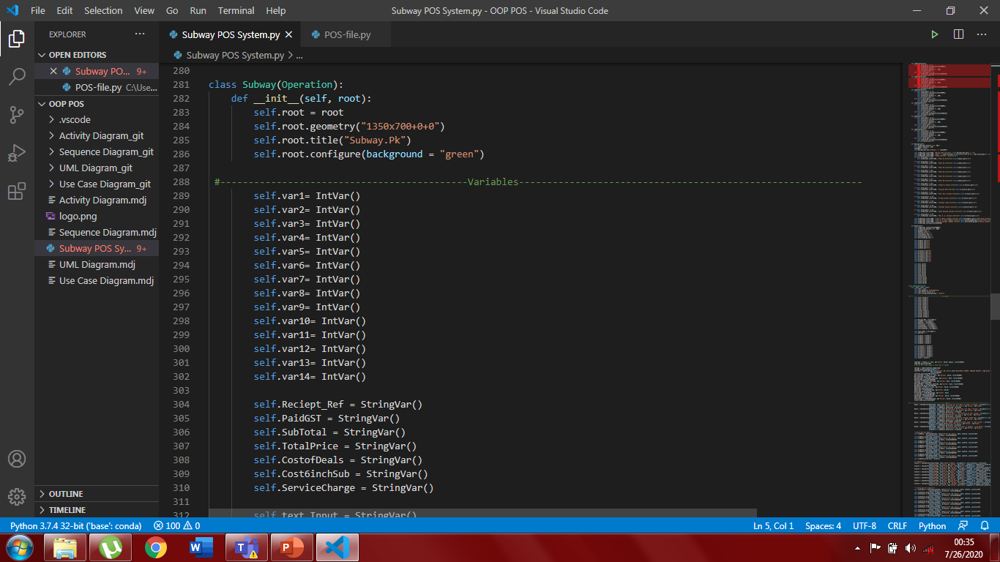 File Edit Selection View Go Run Terminal Help
Subway POS System.py - OOP POS - Visual Studio Code
EXPLORER
OPEN EDITORS
Subway PO... 9+
POS-file.py C:\Use...
OOP POS
.vscode
Activity Diagram_git
Sequence Diagram_git
UML Diagram_git
Use Case Diagram_git
Activity Diagram.mdj
logo.png
Sequence Diagram.mdj
Subway POS Sy... 9+
UML Diagram.mdj
Use Case Diagram.mdj
OUTLINE
TIMELINE
Subway POS System.py
POS-file.py
Subway POS System.py > ...
280
281 class Subway(Operation):
282 def __init__(self, root):
283 self.root = root
284 self.root.geometry("1350x700+0+0")
285 self.root.title("Subway.Pk")
286 self.root.configure(background = "green")
287
288 #--------------------------------------------Variables-------------------------------------------------------------
289 self.var1= IntVar()
290 self.var2= IntVar()
291 self.var3= IntVar()
292 self.var4= IntVar()
293 self.var5= IntVar()
294 self.var6= IntVar()
295 self.var7= IntVar()
296 self.var8= IntVar()
297 self.var9= IntVar()
298 self.var10= IntVar()
299 self.var11= IntVar()
300 self.var12= IntVar()
301 self.var13= IntVar()
302 self.var14= IntVar()
303
304 self.Reciept_Ref = StringVar()
305 self.PaidGST = StringVar()
306 self.SubTotal = StringVar()
307 self.TotalPrice = StringVar()
308 self.CostofDeals = StringVar()
309 self.Cost6inchSub = StringVar()
310 self.ServiceCharge = StringVar()
311
312 self.text_Input = StringVar()
Python 3.7.4 32-bit ('base': conda) 100 0
Ln 5, Col 1 Spaces: 4 UTF-8 CRLF Python
00:35
7/26/2020